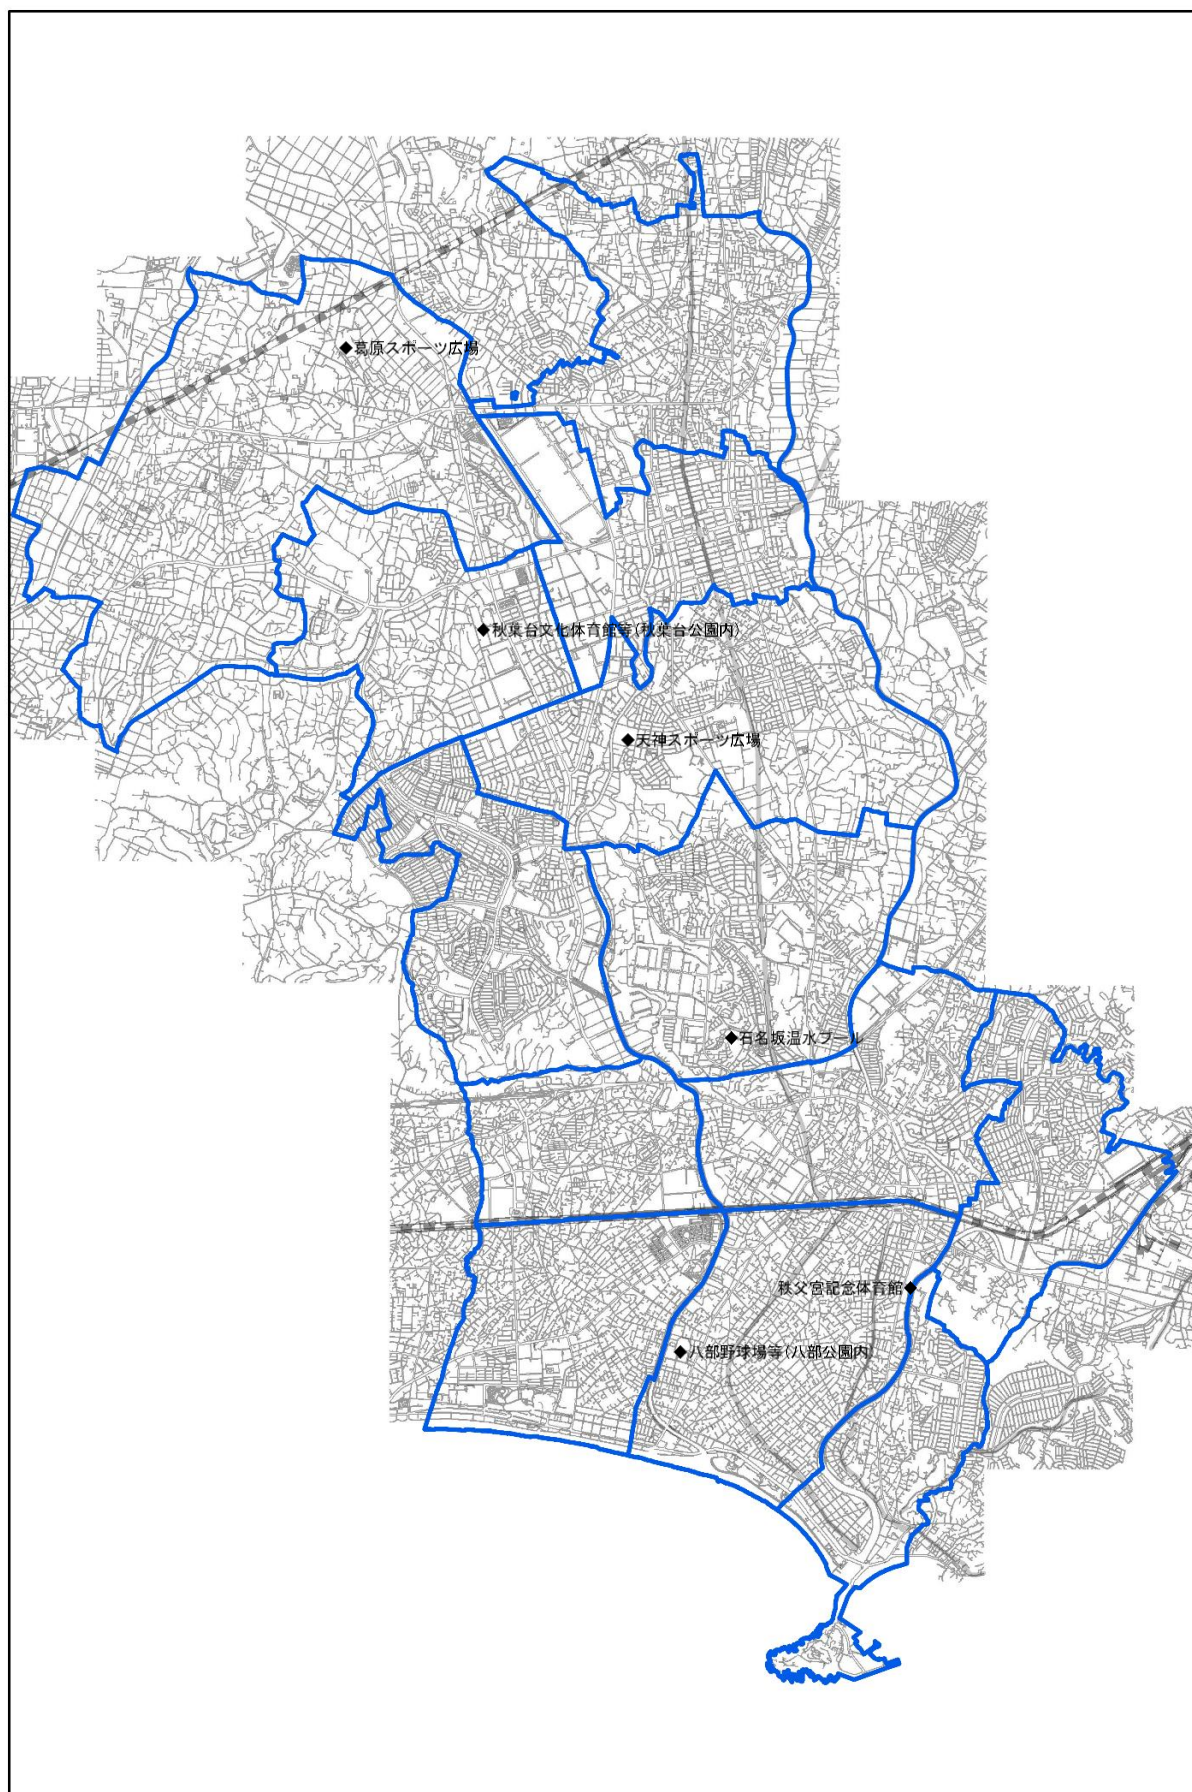 ◆葛原スポーツ広場
◆秋葉台文化体育館等(秋葉台公園内)
◆天神スポーツ広場
◆石名坂温水プール
秩父宮記念体育館◆
◆八部野球場等(八部公園内)